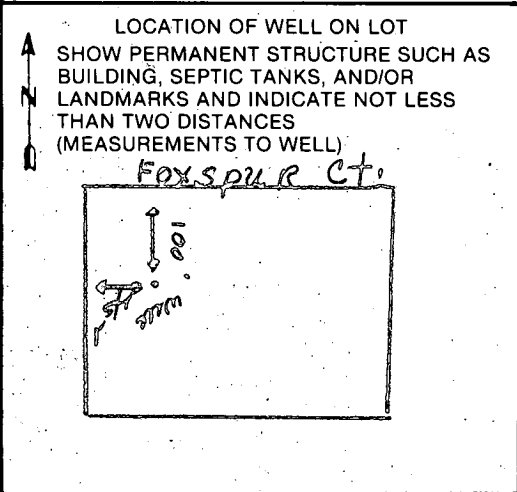 LOCATION OF WELL ON LOT
SHOW PERMANENT STRUCTURE SUCH AS
BUILDING, SEPTIC TANKS, AND/OR
LANDMARKS AND INDICATE NOT LESS
THAN TWO DISTANCES
(MEASUREMENTS TO WELL)
N
Foxspur Ct.
100
Well